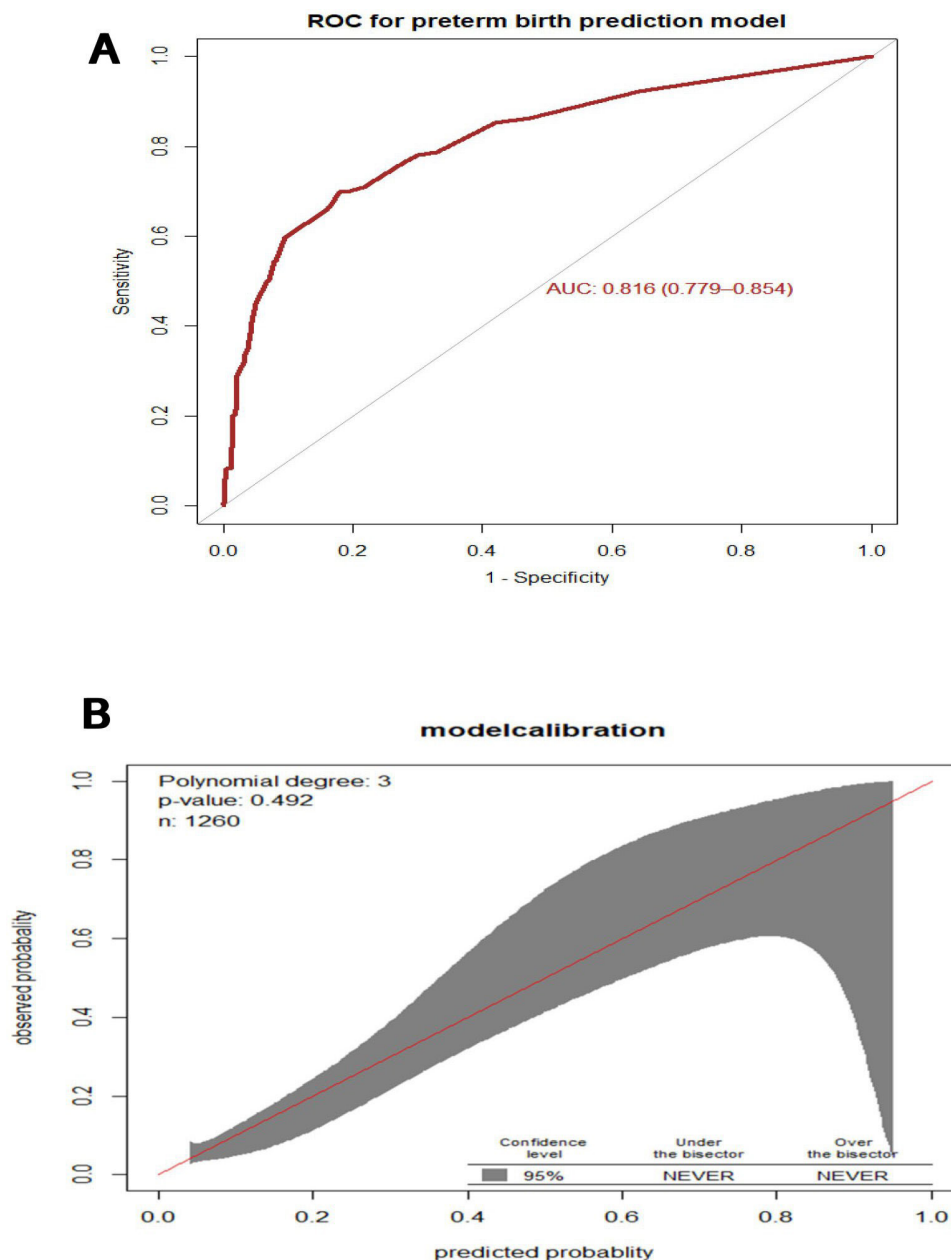 A
ROC for preterm birth prediction model
1.0
0.8
0.6
0.4
0.2
0.0
Sensitivity
AUC: 0.816 (0.779–0.854)
0.0 0.2 0.4 0.6 0.8 1.0
1 - Specificity
B
modelcalibration
Polynomial degree: 3
p-value: 0.492
n: 1260
1.0
0.8
0.6
0.4
0.2
0.0
observed probabality
Confidence level Under the bisector Over the bisector
95% NEVER NEVER
0.0 0.2 0.4 0.6 0.8 1.0
predicted probablity